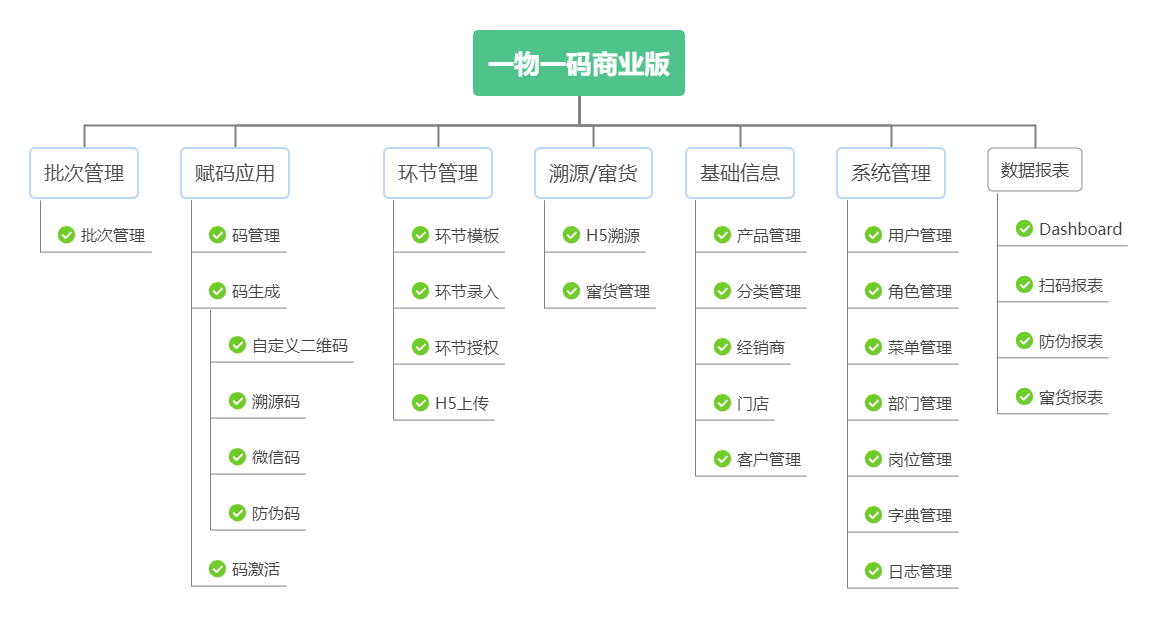 一物一码商业版
批次管理
批次管理
赋码应用
码管理
码生成
自定义二维码
溯源码
微信码
防伪码
码激活
环节管理
环节模板
环节录入
环节授权
H5上传
溯源/窜货
H5溯源
窜货管理
基础信息
产品管理
分类管理
经销商
门店
客户管理
系统管理
用户管理
角色管理
菜单管理
部门管理
岗位管理
字典管理
日志管理
数据报表
Dashboard
扫码报表
防伪报表
窜货报表